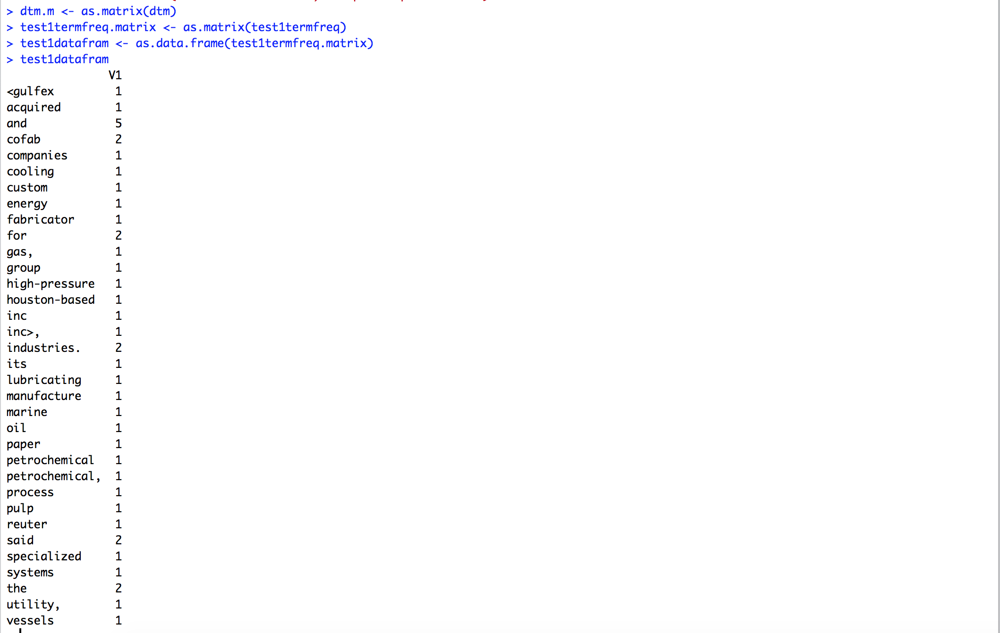 > dtm.m <- as.matrix(dtm)
> test1termfreq.matrix <- as.matrix(test1termfreq)
> test1datafram <- as.data.frame(test1termfreq.matrix)
> test1datafram
V1
<gulfex 1
acquired 1
and 5
cofab 2
companies 1
cooling 1
custom 1
energy 1
fabricator 1
for 2
gas, 1
group 1
high-pressure 1
houston-based 1
inc 1
inc>, 1
industries. 2
its 1
lubricating 1
manufacture 1
marine 1
oil 1
paper 1
petrochemical 1
petrochemical, 1
process 1
pulp 1
reuter 1
said 2
specialized 1
systems 1
the 2
utility, 1
vessels 1